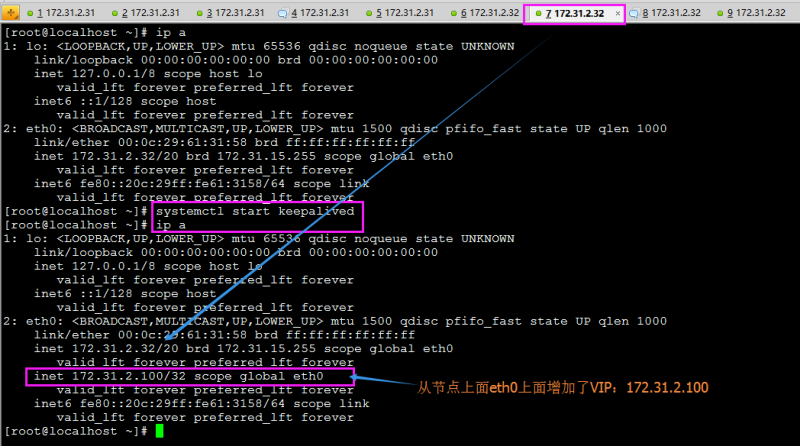 1 172.31.2.31 2 172.31.2.31 3 172.31.2.31 4 172.31.2.31 5 172.31.2.31 6 172.31.2.32 7 172.31.2.32 × 8 172.31.2.32 9 172.31.2.32
[root@localhost ~]# ip a
1: lo: <LOOPBACK,UP,LOWER_UP> mtu 65536 qdisc noqueue state UNKNOWN
link/loopback 00:00:00:00:00:00 brd 00:00:00:00:00:00
inet 127.0.0.1/8 scope host lo
valid_lft forever preferred_lft forever
inet6 ::1/128 scope host
valid_lft forever preferred_lft forever
2: eth0: <BROADCAST,MULTICAST,UP,LOWER_UP> mtu 1500 qdisc pfifo_fast state UP qlen 1000
link/ether 00:0c:29:61:31:58 brd ff:ff:ff:ff:ff:ff
inet 172.31.2.32/20 brd 172.31.15.255 scope global eth0
valid_lft forever preferred_lft forever
inet6 fe80::20c:29ff:fe61:3158/64 scope link
valid_lft forever preferred_lft forever
[root@localhost ~]# systemctl start keepalived
[root@localhost ~]# ip a
1: lo: <LOOPBACK,UP,LOWER_UP> mtu 65536 qdisc noqueue state UNKNOWN
link/loopback 00:00:00:00:00:00 brd 00:00:00:00:00:00
inet 127.0.0.1/8 scope host lo
valid_lft forever preferred_lft forever
inet6 ::1/128 scope host
valid_lft forever preferred_lft forever
2: eth0: <BROADCAST,MULTICAST,UP,LOWER_UP> mtu 1500 qdisc pfifo_fast state UP qlen 1000
link/ether 00:0c:29:61:31:58 brd ff:ff:ff:ff:ff:ff
inet 172.31.2.32/20 brd 172.31.15.255 scope global eth0
valid_lft forever preferred_lft forever
inet 172.31.2.100/32 scope global eth0
valid_lft forever preferred_lft forever
从节点上面eth0上面增加了VIP：172.31.2.100
inet6 fe80::20c:29ff:fe61:3158/64 scope link
valid_lft forever preferred_lft forever
[root@localhost ~]#